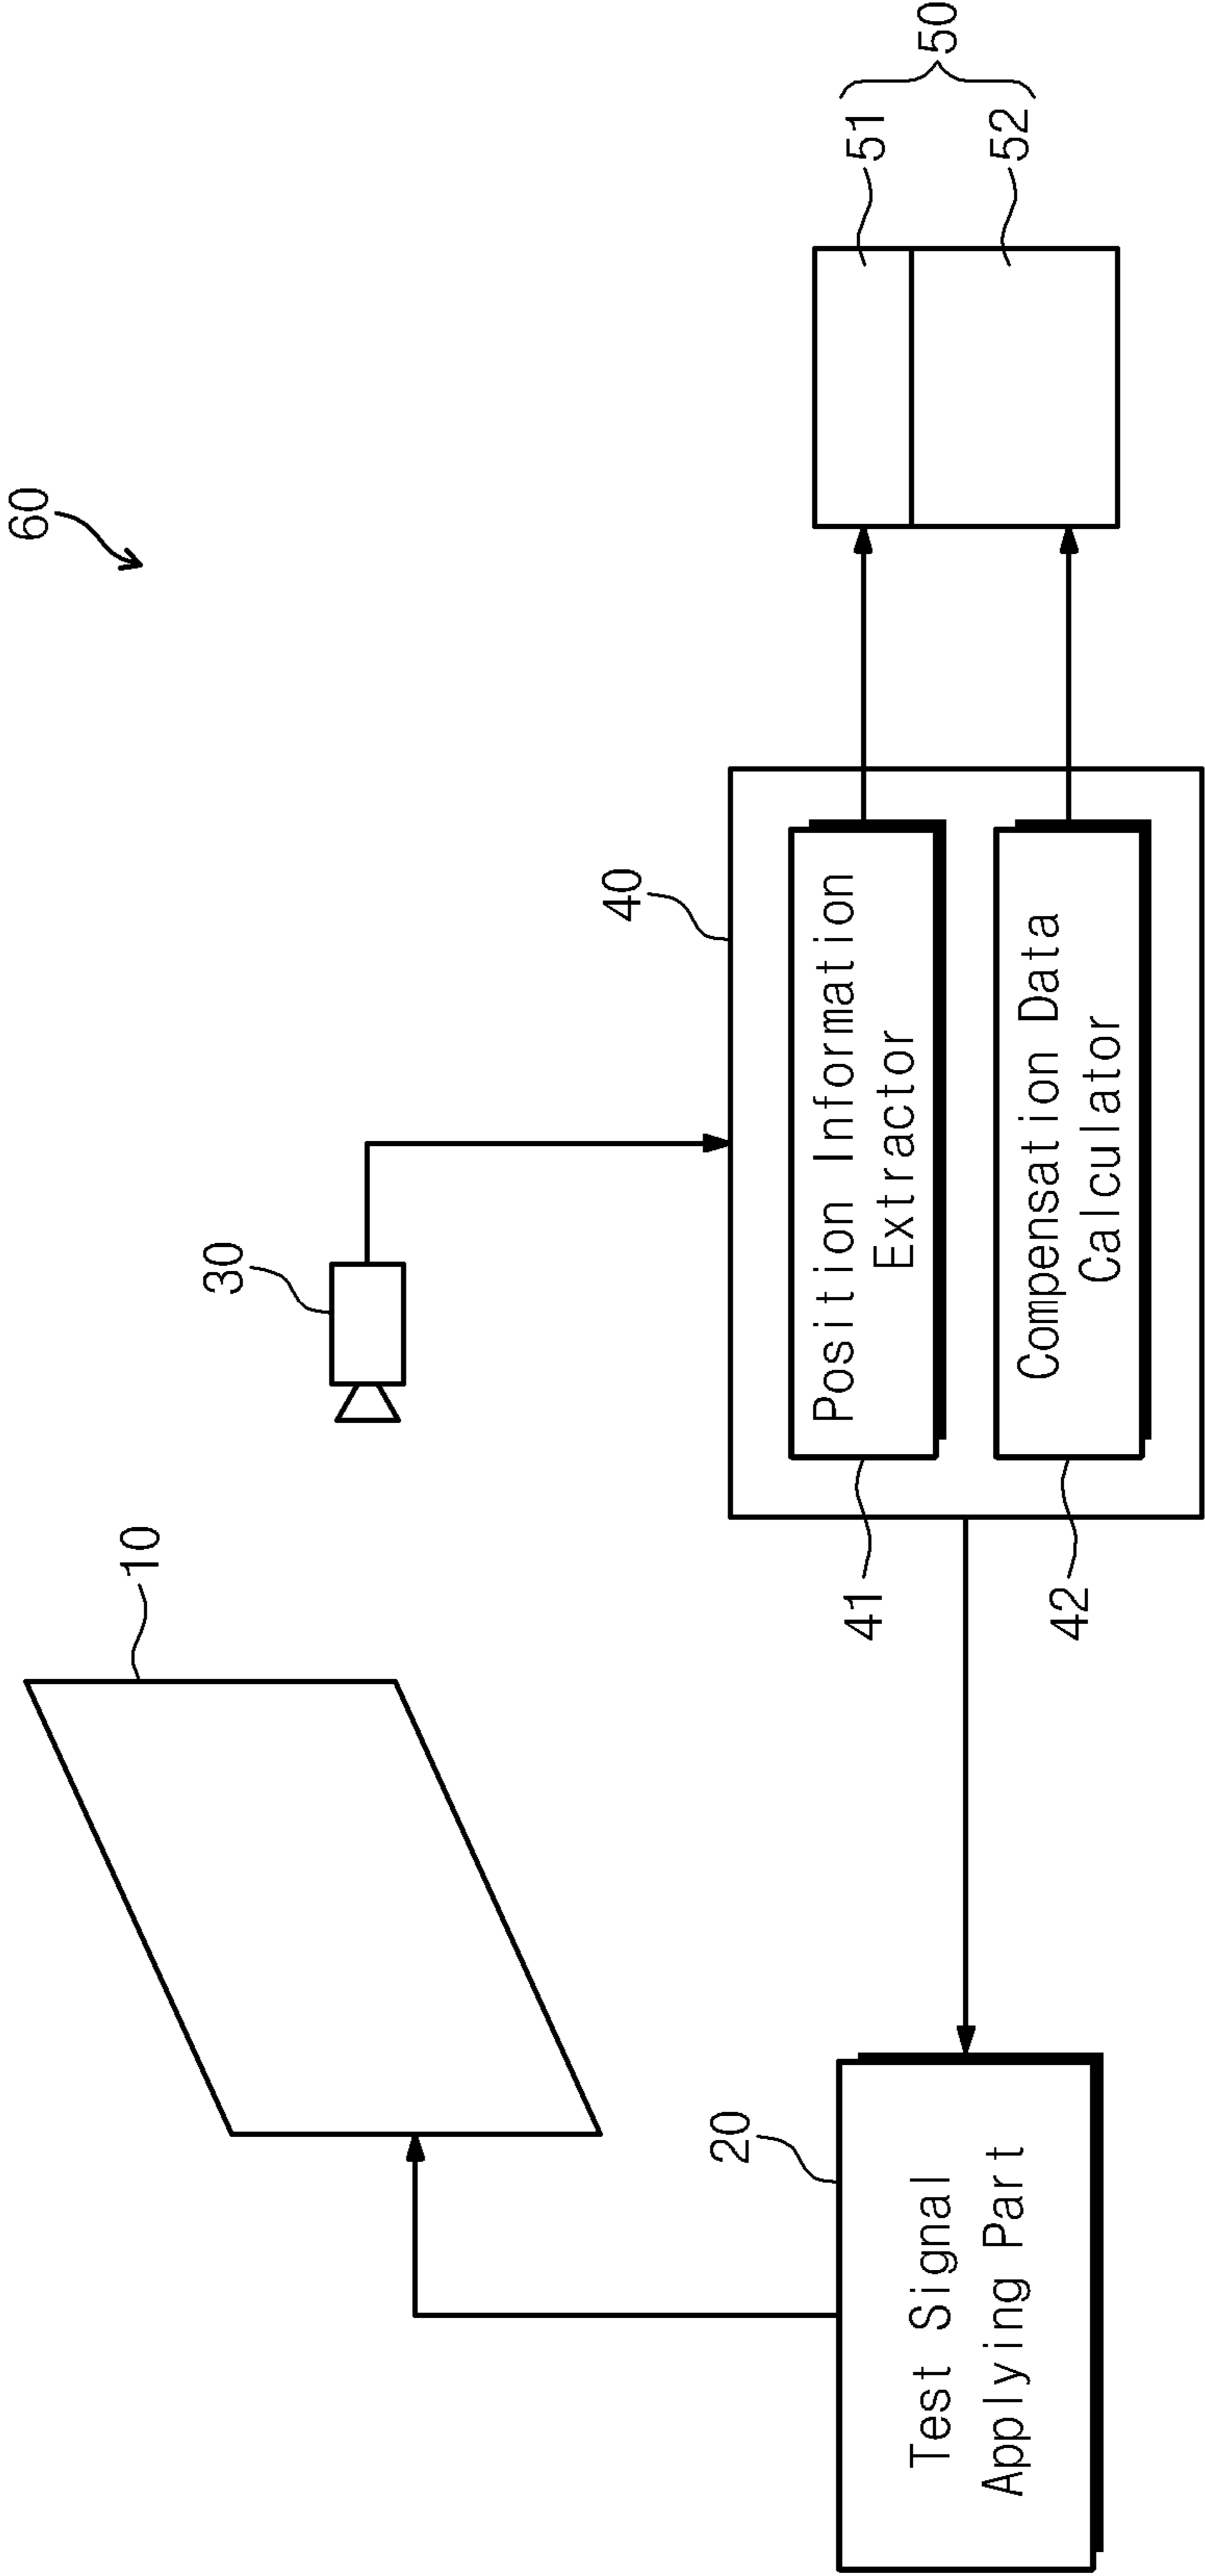 60
10
30
40
50
51
52
20
Test Signal
Applying Part
41
Position Information
Extractor
42
Compensation Data
Calculator